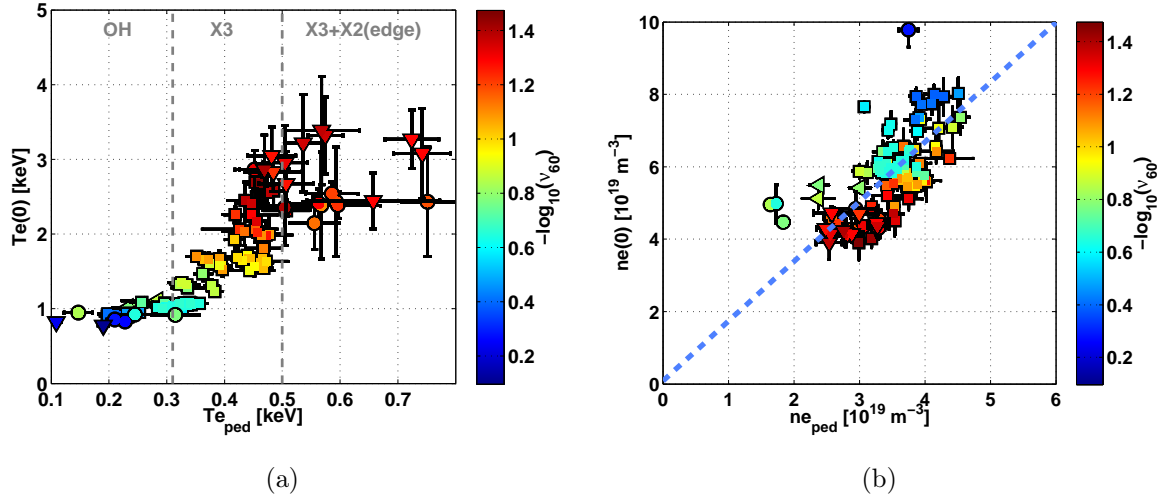 OH X3 X3+X2(edge)
5
4
3
2
1
0
Te(0) [keV]
0.1 0.2 0.3 0.4 0.5 0.6 0.7
Te_ped [keV]
1.4
1.2
1
0.8
0.6
0.4
0.2
−log10(ν60)
(a)
10
8
6
4
2
0
ne(0) [10^19 m−3]
0 1 2 3 4 5 6
ne_ped [10^19 m−3]
1.4
1.2
1
0.8
0.6
0.4
0.2
−log10(ν60)
(b)